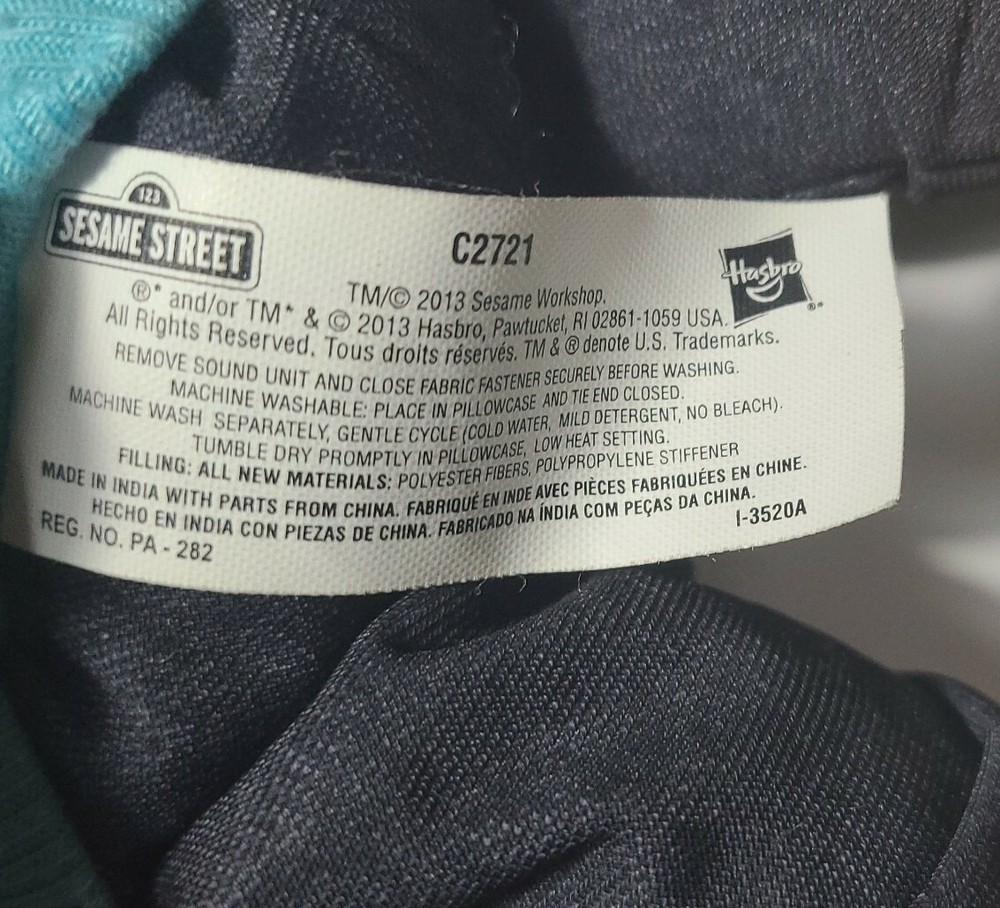 123
SESAME STREET
C2721
Hasbro
®*
TM/© 2013 Sesame Workshop.
®* and/or TM* & © 2013 Hasbro, Pawtucket, RI 02861-1059 USA.
All Rights Reserved. Tous droits réservés. TM & ® denote U.S. Trademarks.
REMOVE SOUND UNIT AND CLOSE FABRIC FASTENER SECURELY BEFORE WASHING.
MACHINE WASHABLE: PLACE IN PILLOWCASE AND TIE END CLOSED.
MACHINE WASH SEPARATELY, GENTLE CYCLE (COLD WATER, MILD DETERGENT, NO BLEACH).
TUMBLE DRY PROMPTLY IN PILLOWCASE, LOW HEAT SETTING.
FILLING: ALL NEW MATERIALS: POLYESTER FIBERS, POLYPROPYLENE STIFFENER
MADE IN INDIA WITH PARTS FROM CHINA. FABRIQUÉ EN INDE AVEC PIÈCES FABRIQUÉES EN CHINE.
HECHO EN INDIA CON PIEZAS DE CHINA. FABRICADO NA ÍNDIA COM PEÇAS DA CHINA.
REG. NO. PA - 282
I-3520A